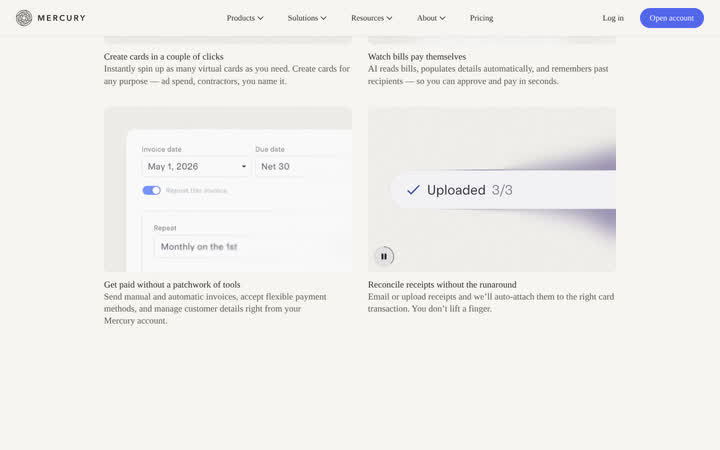 MERCURY
Products
Solutions
Resources
About
Pricing
Log in
Open account
Create cards in a couple of clicks
Instantly spin up as many virtual cards as you need. Create cards for
any purpose — ad spend, contractors, you name it.
Watch bills pay themselves
AI reads bills, populates details automatically, and remembers past
recipients — so you can approve and pay in seconds.
Invoice date
Due date
May 1, 2026
Net 30
Repeat this invoice
Repeat
Monthly on the 1st
Uploaded 3/3
Get paid without a patchwork of tools
Send manual and automatic invoices, accept flexible payment
methods, and manage customer details right from your
Mercury account.
Reconcile receipts without the runaround
Email or upload receipts and we’ll auto-attach them to the right card
transaction. You don’t lift a finger.